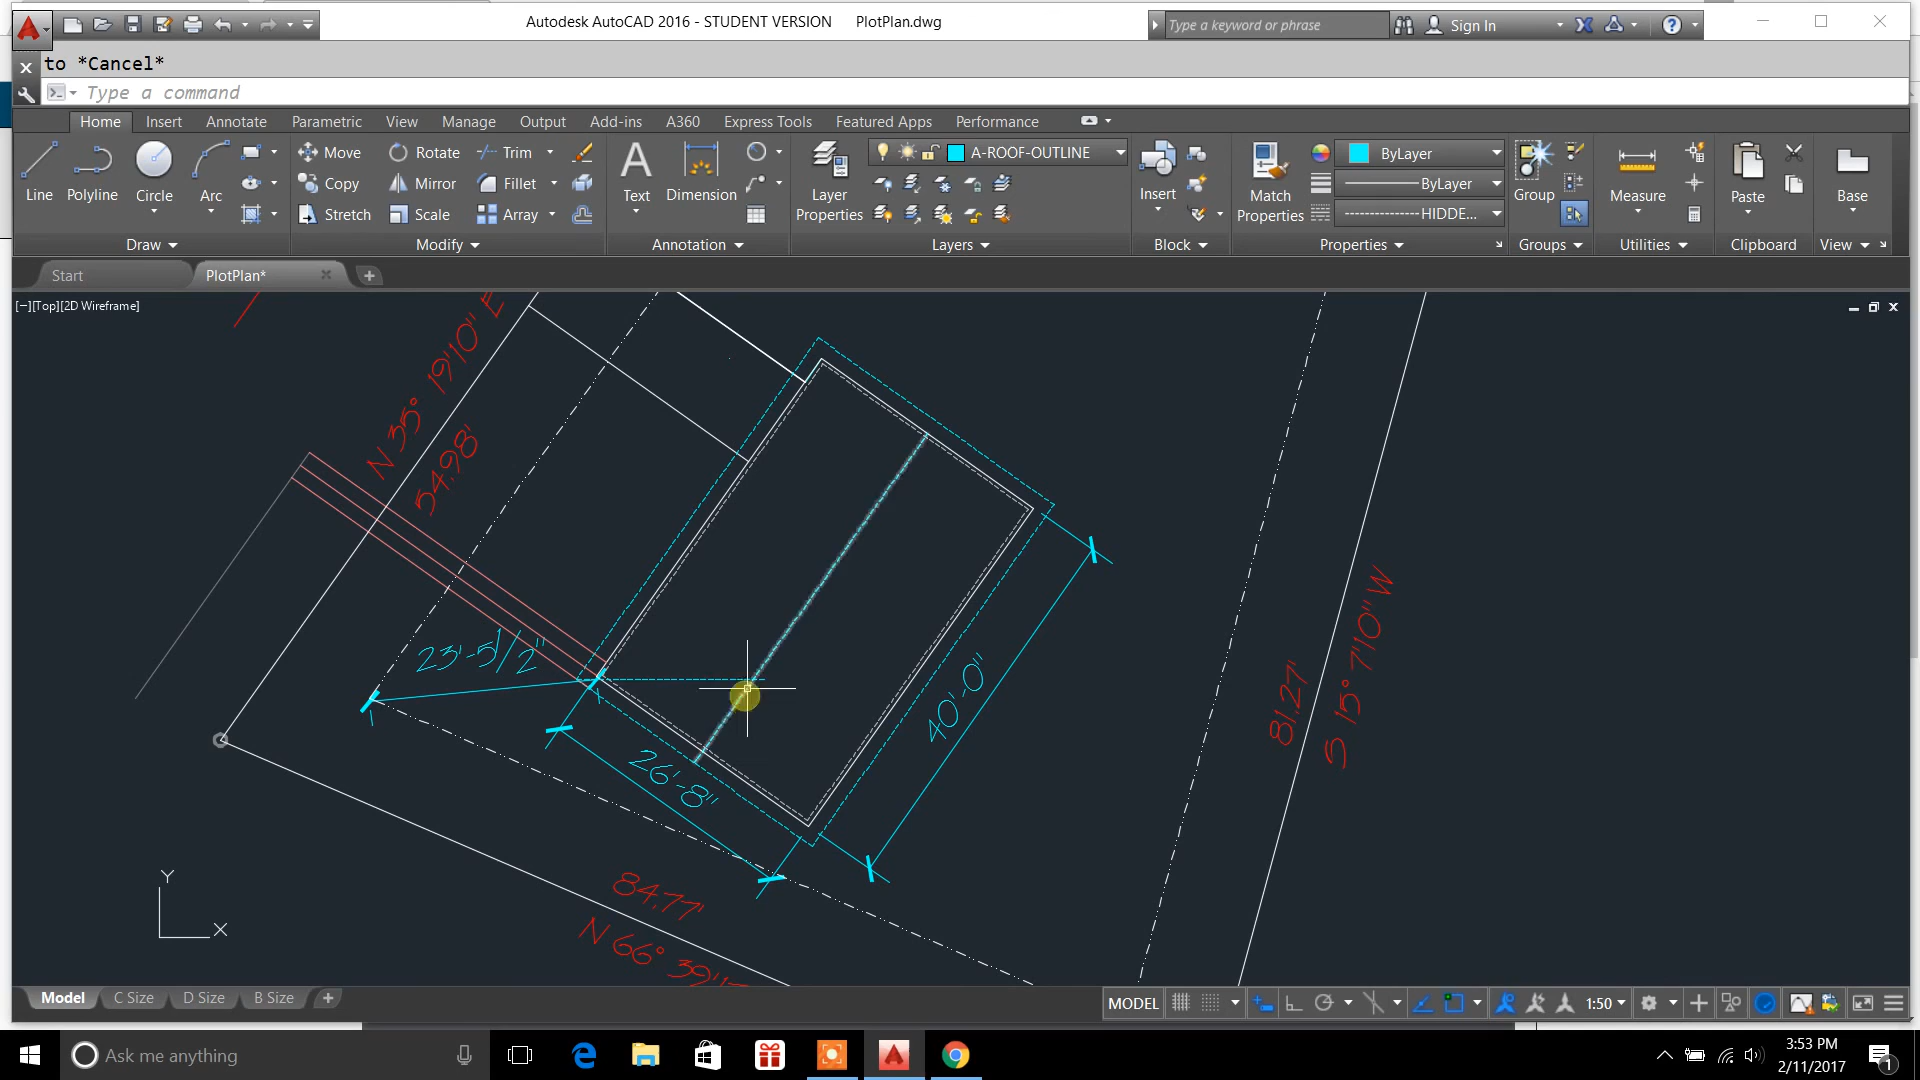 Autodesk AutoCAD 2016 - STUDENT VERSION PlotPlan.dwg
Type a keyword or phrase
Sign In
to *Cancel*
Type a command
Home Insert Annotate Parametric View Manage Output Add-ins A360 Express Tools Featured Apps Performance
Line Polyline Circle Arc
Move Rotate Trim
Copy Mirror Fillet
Stretch Scale Array
Text Dimension
Layer Properties
A-ROOF-OUTLINE
Insert
Match Properties
ByLayer
ByLayer
HIDDE...
Group
Measure
Paste
Base
Draw Modify Annotation Layers Block Properties Groups Utilities Clipboard View
Start PlotPlan*
[−][Top][2D Wireframe]
N 35° 19'10" E
54.98'
23'-5 1/2"
26'-8"
40'-0"
81.27'
S 15° 7'10" W
84.77'
N 66° 39'
Y
X
Model C Size D Size B Size
MODEL
1:50
Ask me anything
3:53 PM
2/11/2017
1